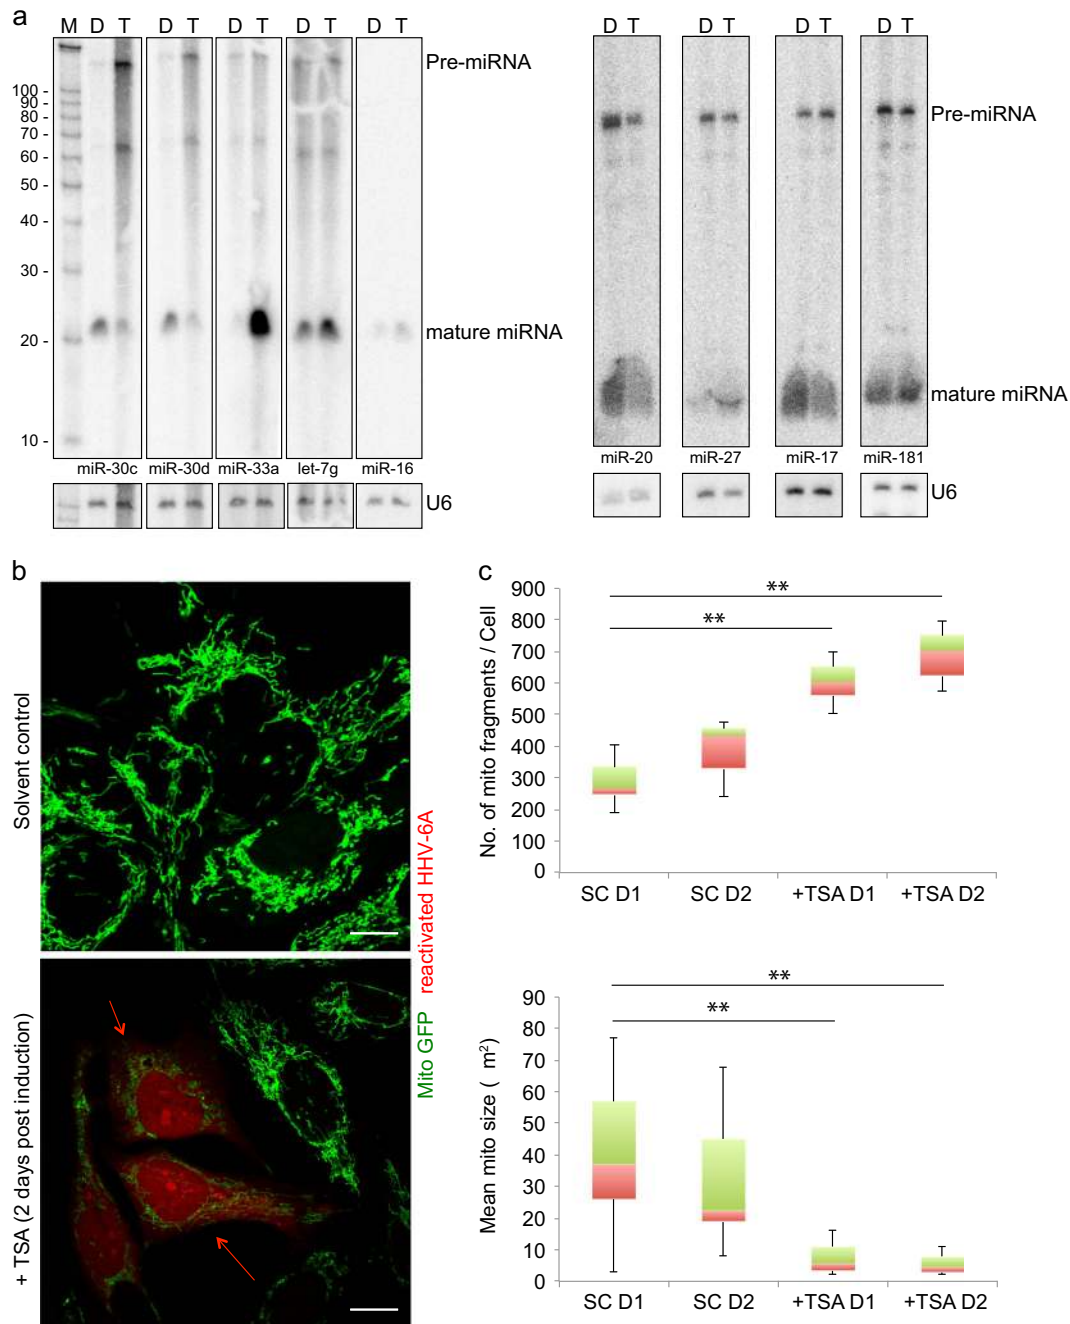 a
M D T D T D T D T D T
Pre-miRNA
100 -
90 -
80 -
70 -
60 -
50 -
40 -
30 -
20 -
10 -
mature miRNA
miR-30c miR-30d miR-33a let-7g miR-16
U6
D T D T D T D T
Pre-miRNA
mature miRNA
miR-20 miR-27 miR-17 miR-181
U6
b
Solvent control
+ TSA (2 days post induction)
Mito GFP reactivated HHV-6A
c
No. of mito fragments / Cell
900
800
700
600
500
400
300
200
100
0
**
**
SC D1 SC D2 +TSA D1 +TSA D2
Mean mito size ( m²)
90
80
70
60
50
40
30
20
10
0
**
**
SC D1 SC D2 +TSA D1 +TSA D2